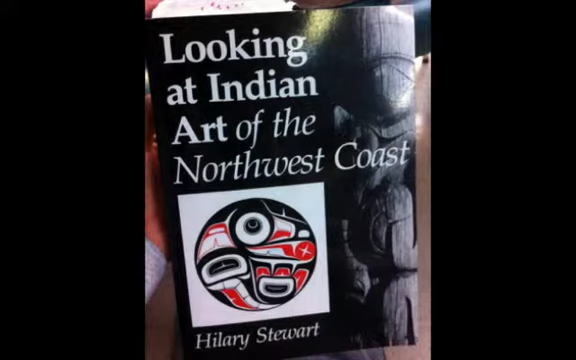 Looking
at Indian
Art of the
Northwest Coast
Hilary Stewart